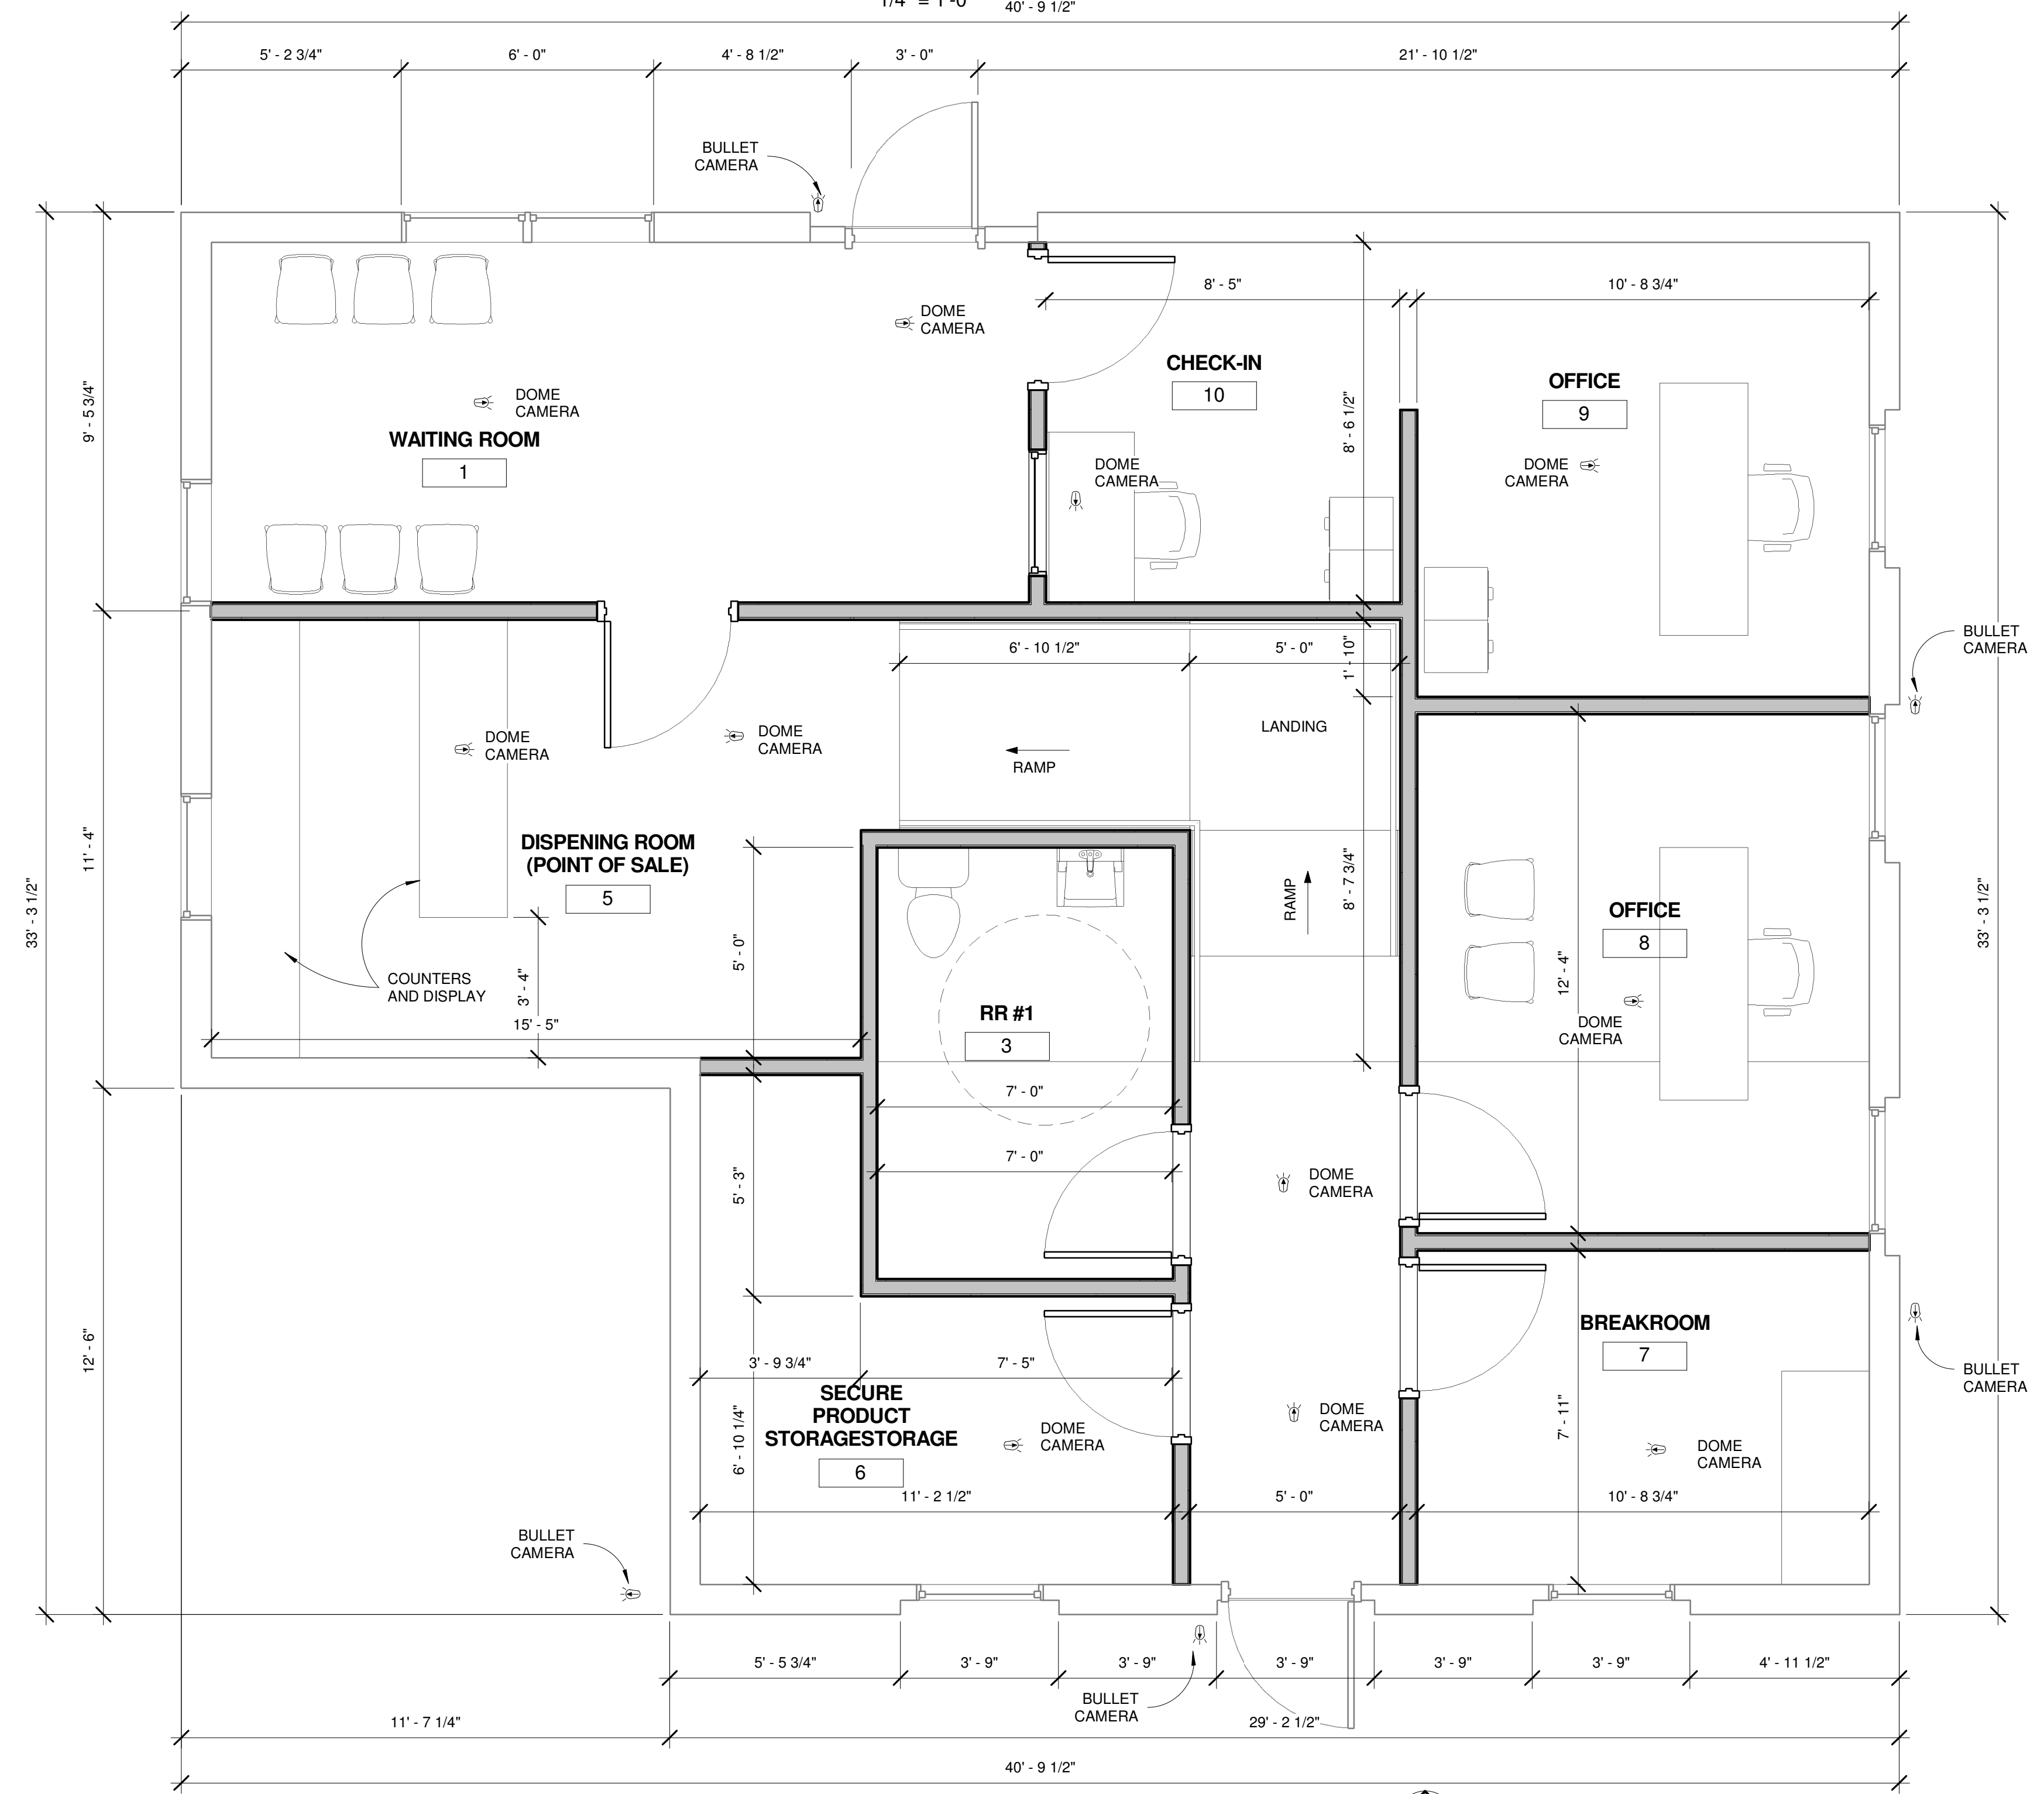 1/4" = 1'-0"
40' - 9 1/2"
5' - 2 3/4"
6' - 0"
4' - 8 1/2"
3' - 0"
21' - 10 1/2"
BULLET
CAMERA
8' - 5"
10' - 8 3/4"
DOME
CAMERA
CHECK-IN
10
OFFICE
9
9' - 5 3/4"
DOME
CAMERA
8' - 6 1/2"
WAITING ROOM
1
DOME
CAMERA
DOME
CAMERA
BULLET
CAMERA
6' - 10 1/2"
5' - 0"
1' - 10"
LANDING
DOME
CAMERA
DOME
CAMERA
RAMP
DISPENING ROOM
(POINT OF SALE)
5
11' - 4"
33' - 3 1/2"
RAMP
8' - 7 3/4"
OFFICE
8
33' - 3 1/2"
5' - 0"
3' - 4"
COUNTERS
AND DISPLAY
15' - 5"
12' - 4"
RR #1
3
DOME
CAMERA
7' - 0"
7' - 0"
5' - 3"
DOME
CAMERA
12' - 6"
BREAKROOM
7
3' - 9 3/4"
7' - 5"
BULLET
CAMERA
SECURE
PRODUCT
STORAGESTORAGE
6
6' - 10 1/4"
DOME
CAMERA
DOME
CAMERA
7' - 11"
DOME
CAMERA
11' - 2 1/2"
5' - 0"
10' - 8 3/4"
BULLET
CAMERA
5' - 5 3/4"
3' - 9"
3' - 9"
3' - 9"
3' - 9"
3' - 9"
4' - 11 1/2"
BULLET
CAMERA
11' - 7 1/4"
29' - 2 1/2"
40' - 9 1/2"